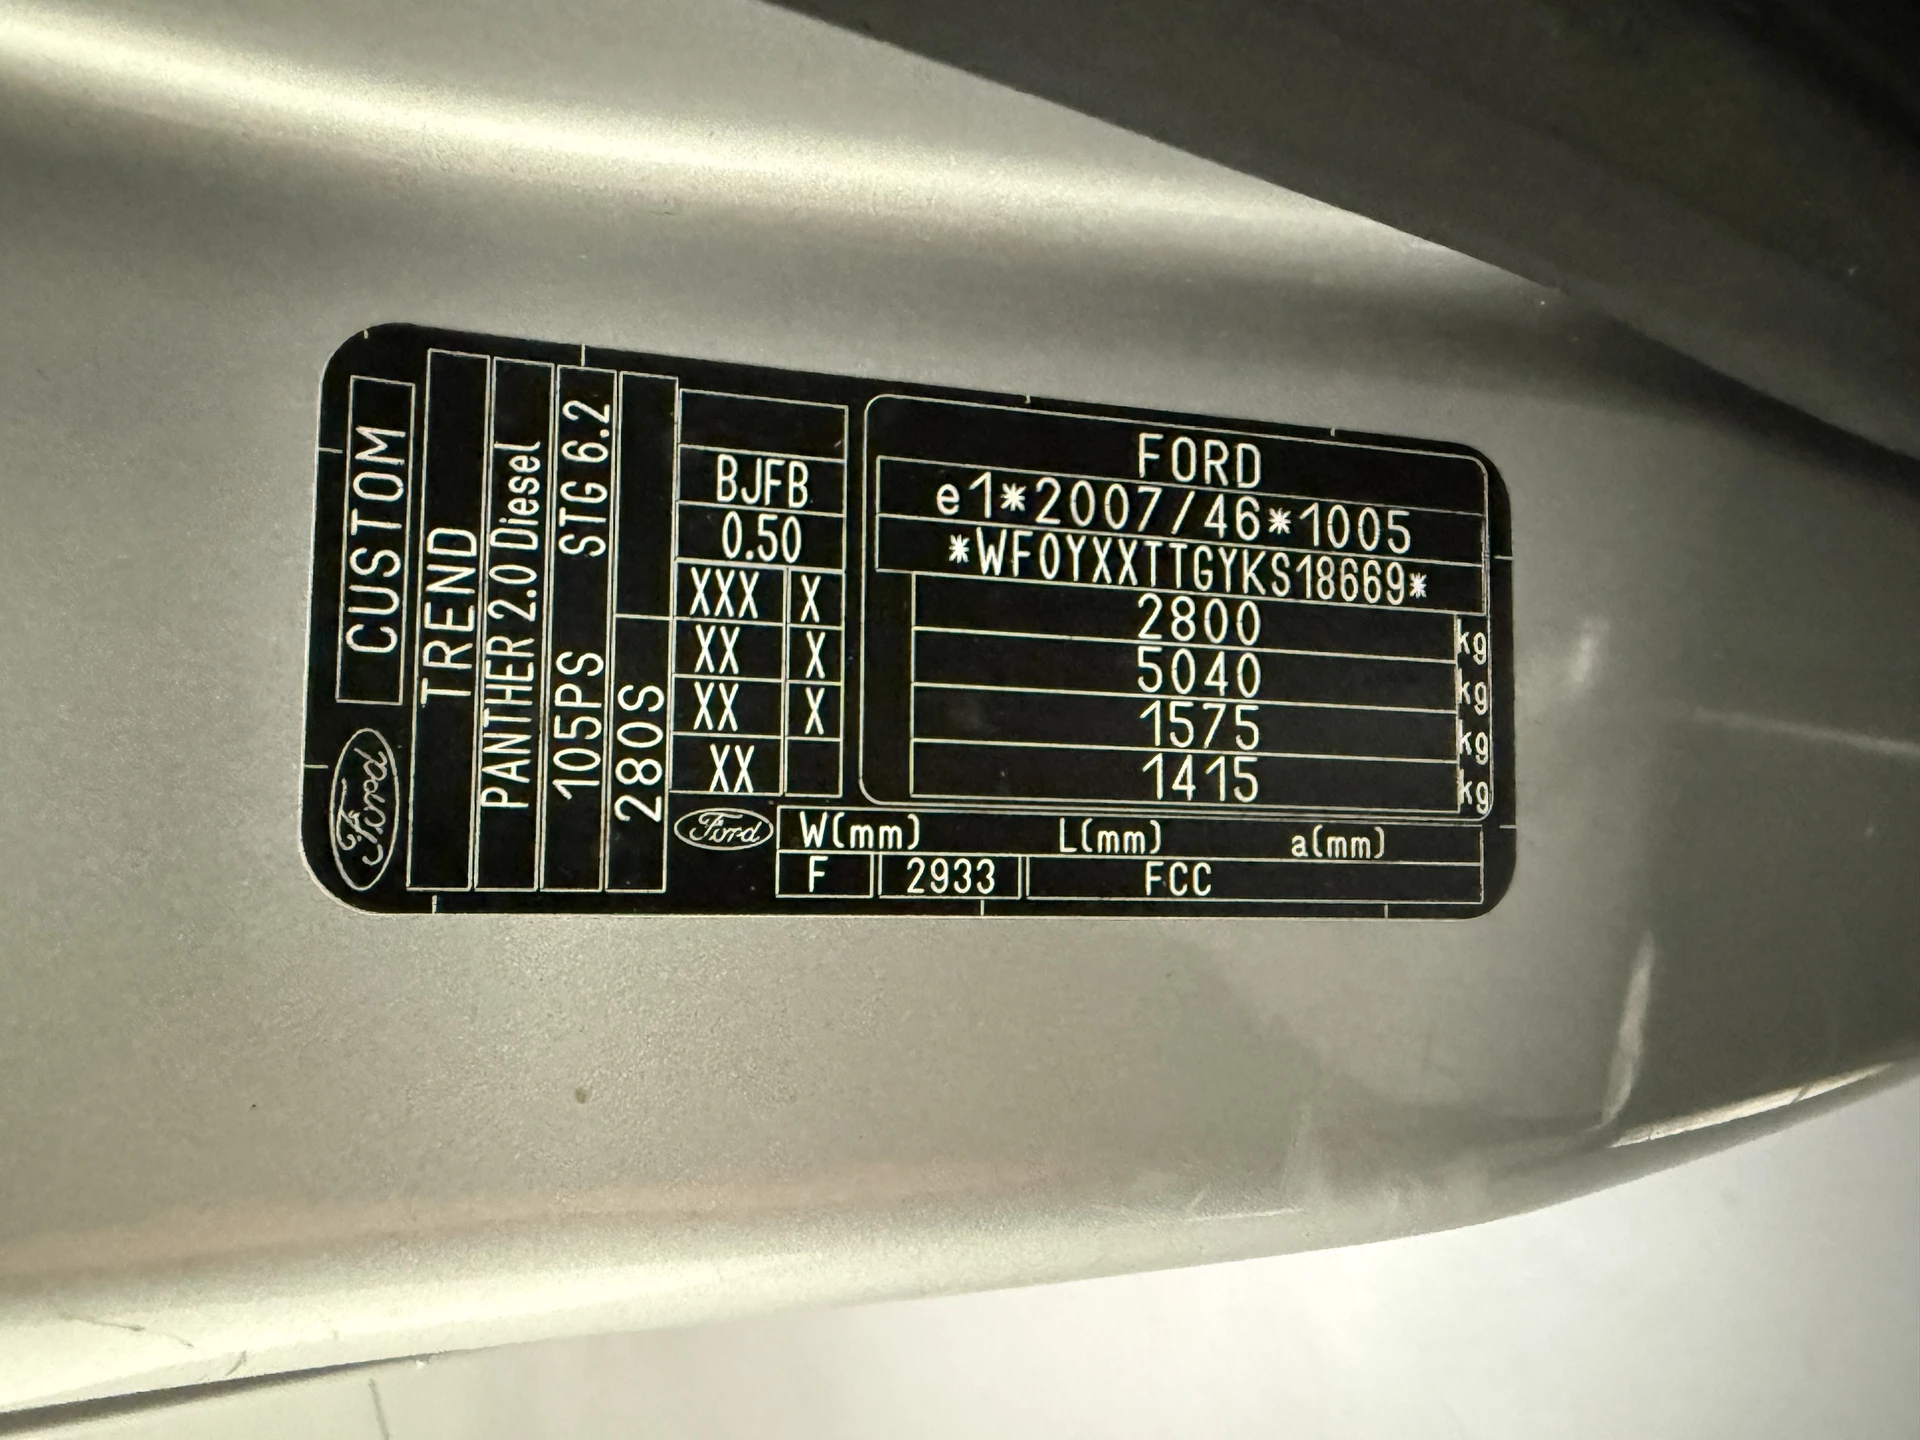 Ford
CUSTOM
TREND
PANTHER 2.0 Diesel
105PS STG 6.2
280S
BJFB
0.50
XXX X
XX X
XX X
XX
FORD
e1*2007/46*1005
*WF0YXXTTGYKS18669*
2800 kg
5040 kg
1575 kg
1415 kg
Ford
W(mm) L(mm) a(mm)
F 2933 FCC